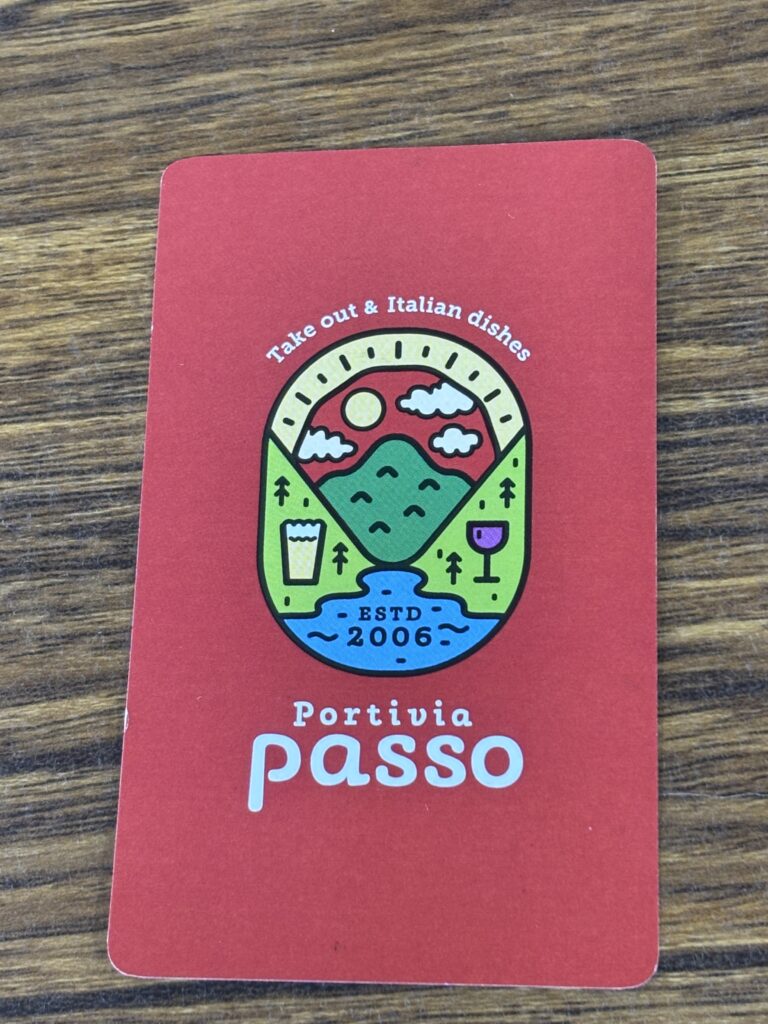 Take out & Italian dishes
ESTD
2006
Portivia
passo